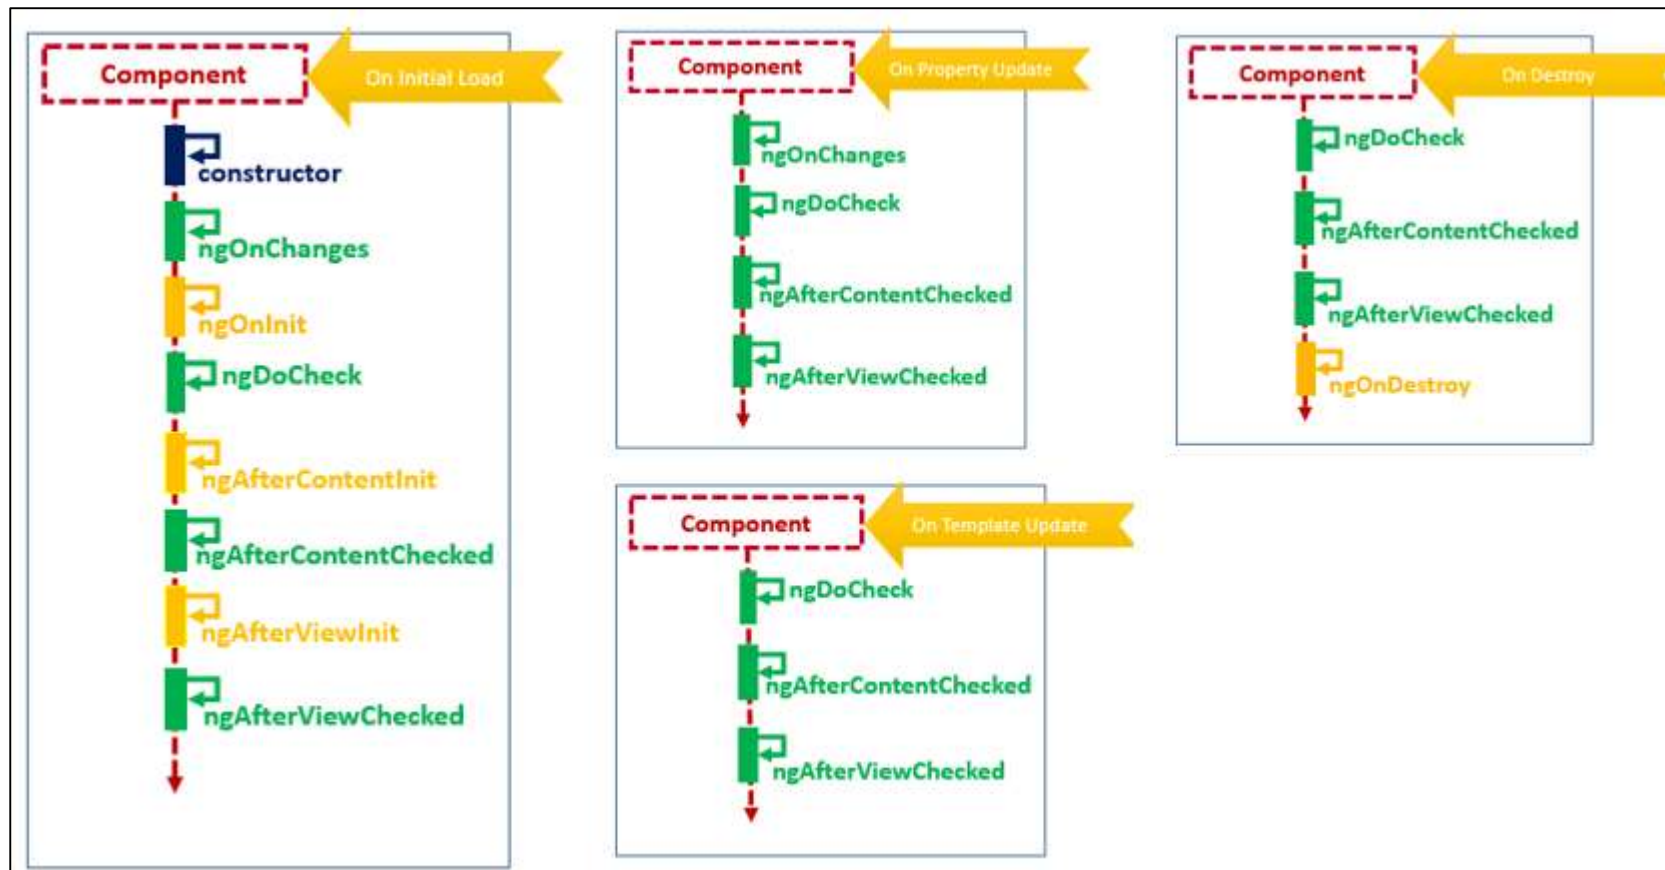 Component
On Initial Load
constructor
ngOnChanges
ngOnInit
ngDoCheck
ngAfterContentInit
ngAfterContentChecked
ngAfterViewInit
ngAfterViewChecked
Component
On Property Update
ngOnChanges
ngDoCheck
ngAfterContentChecked
ngAfterViewChecked
Component
On Template Update
ngDoCheck
ngAfterContentChecked
ngAfterViewChecked
Component
On Destroy
ngDoCheck
ngAfterContentChecked
ngAfterViewChecked
ngOnDestroy